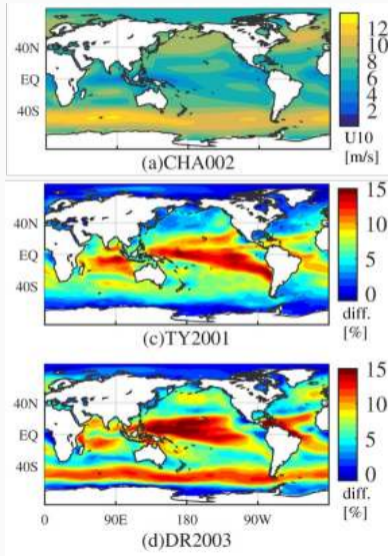 40N
EQ
40S
12
10
8
6
4
2
U10
[m/s]
(a)CHA002
40N
EQ
40S
15
10
5
0
diff.
[%]
(c)TY2001
40N
EQ
40S
0
90E
180
90W
15
10
5
0
diff.
[%]
(d)DR2003